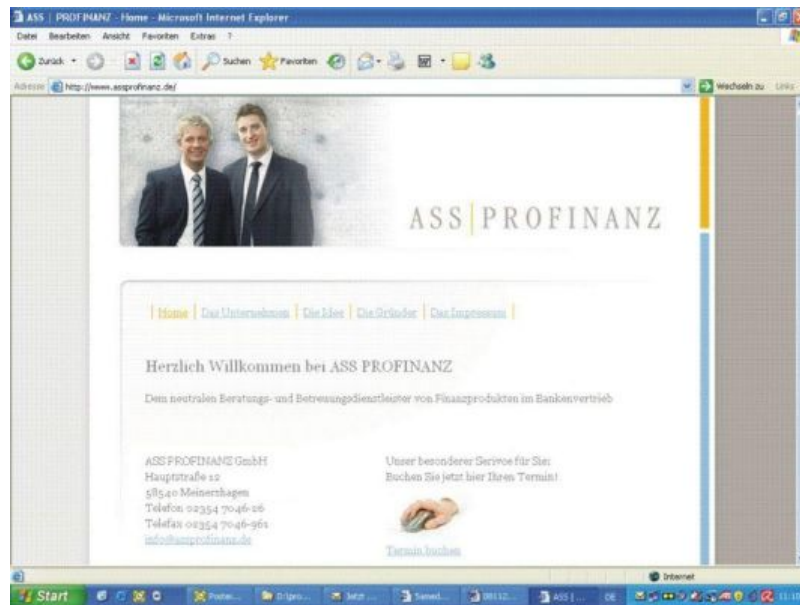 ASS | PROFINANZ - Home - Microsoft Internet Explorer
Datei Bearbeiten Ansicht Favoriten Extras ?
Zurück Suchen Favoriten
Adresse http://www.assprofinanz.de/ Wechseln zu Links
ASS | PROFINANZ
| Home | Das Unternehmen | Die Idee | Die Gründer | Das Impressum |
Herzlich Willkommen bei ASS PROFINANZ
Dem neutralen Beratungs- und Betreuungsdienstleister von Finanzprodukten im Bankenvertrieb
ASS PROFINANZ GmbH
Hauptstraße 12
58540 Meinerzhagen
Telefon 02354 7046-26
Telefax 02354 7046-961
info@assprofinanz.de
Unser besonderer Serivce für Sie:
Buchen Sie jetzt hier Ihren Termin!
Termin buchen
Internet
Start Jetzt ... ASS | ... DE